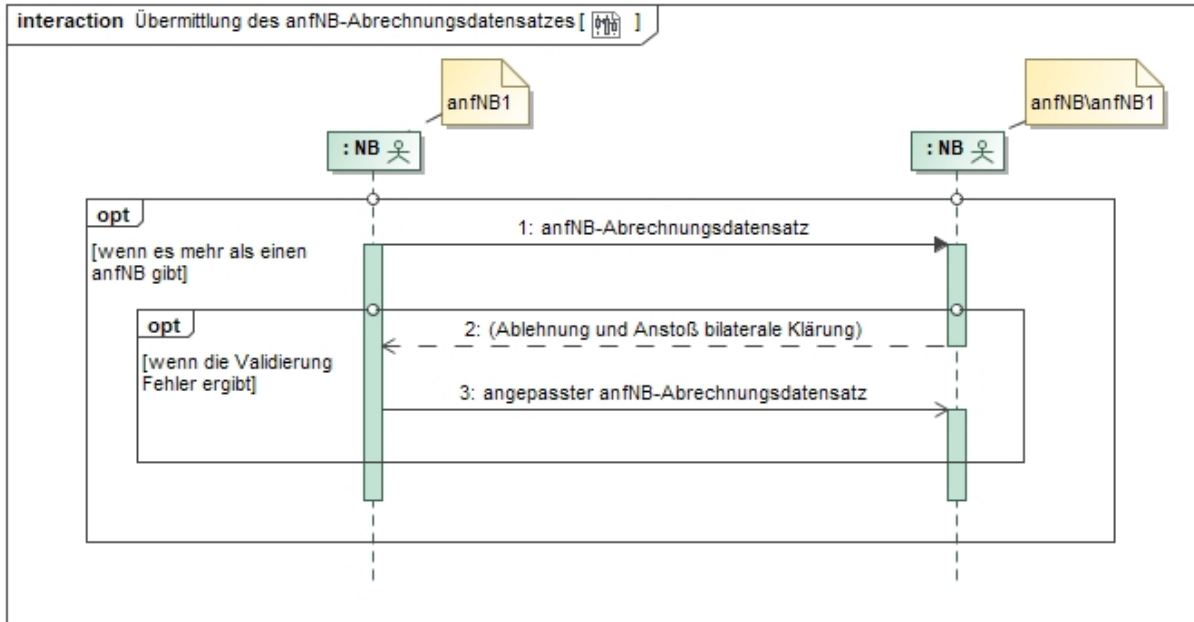 interaction Übermittlung des anfNB-Abrechnungsdatensatzes [ ]
anfNB1
anfNB\anfNB1
: NB
: NB
opt
[wenn es mehr als einen
anfNB gibt]
1: anfNB-Abrechnungsdatensatz
opt
[wenn die Validierung
Fehler ergibt]
2: (Ablehnung und Anstoß bilaterale Klärung)
3: angepasster anfNB-Abrechnungsdatensatz